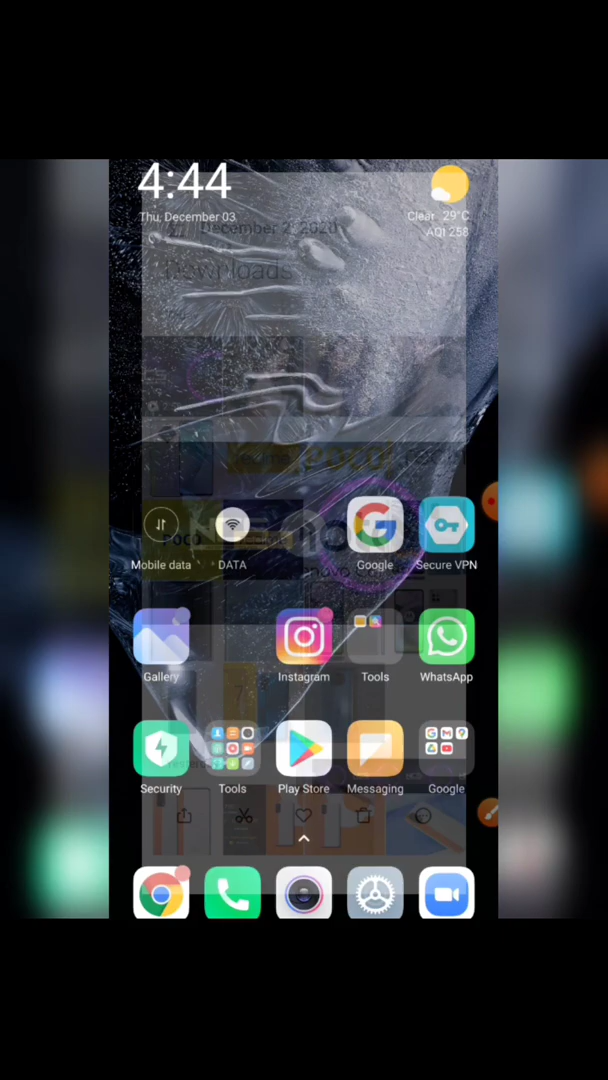 4:44
Thu, December 03
Clear 29°C
AQI 258
December 2, 2020
Downloads
POCO
Mobile data
DATA
Google
Secure VPN
Gallery
Instagram
Tools
WhatsApp
Security
Tools
Play Store
Messaging
Google